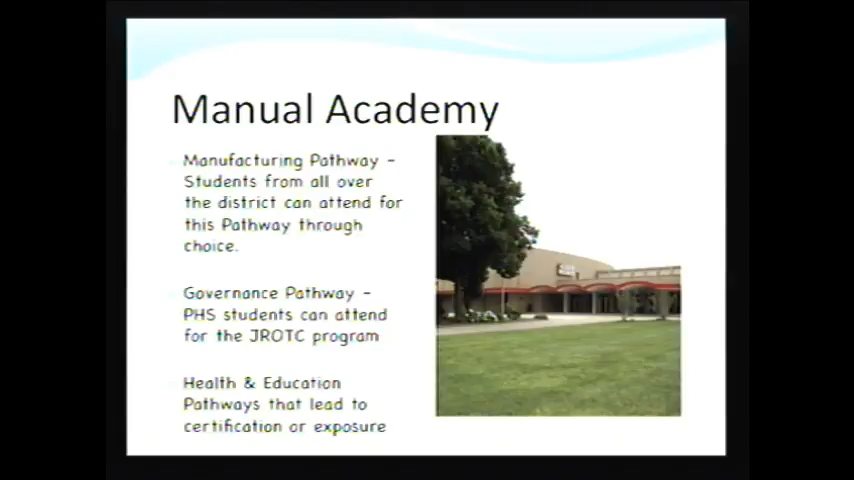 Manual Academy
Manufacturing Pathway –
Students from all over
the district can attend for
this Pathway through
choice.
Governance Pathway –
PHS students can attend
for the JROTC program
Health & Education
Pathways that lead to
certification or exposure